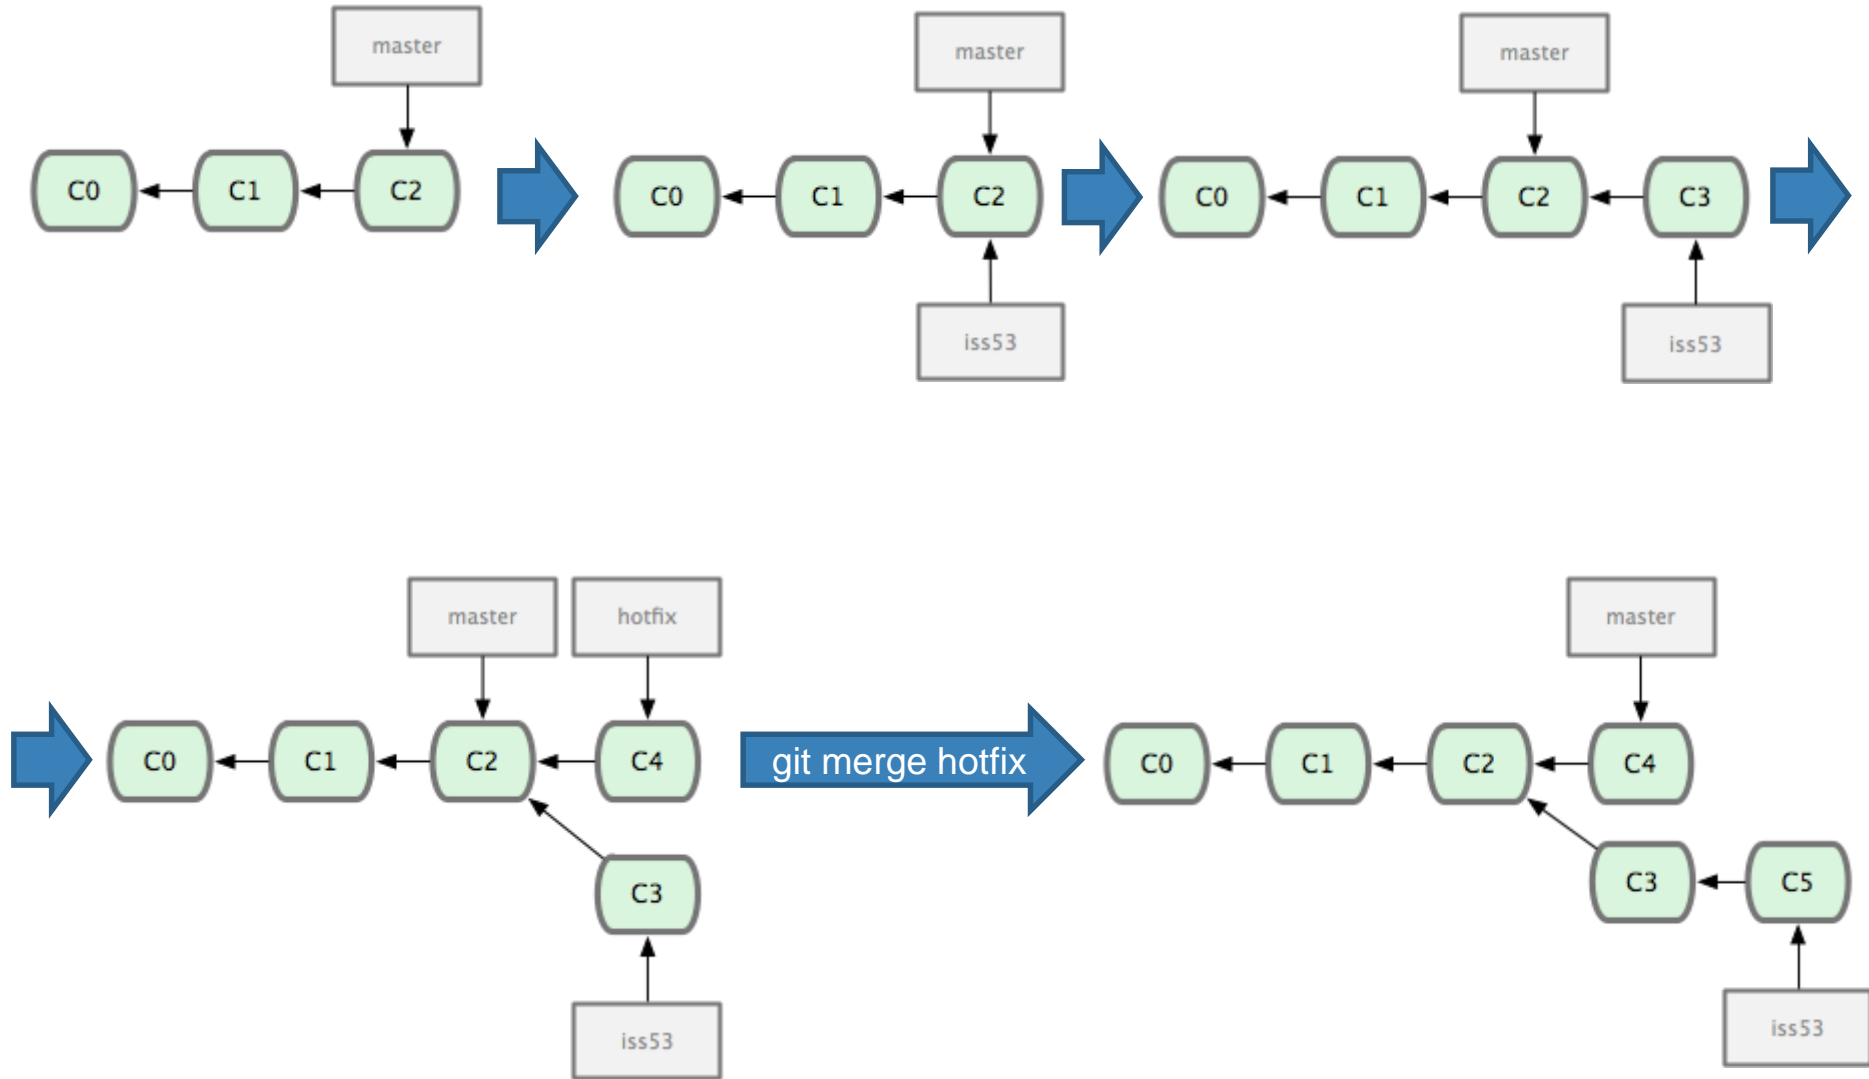 master
C0
C1
C2
master
C0
C1
C2
iss53
master
C0
C1
C2
C3
iss53
master
hotfix
C0
C1
C2
C4
C3
iss53
git merge hotfix
master
C0
C1
C2
C4
C3
C5
iss53